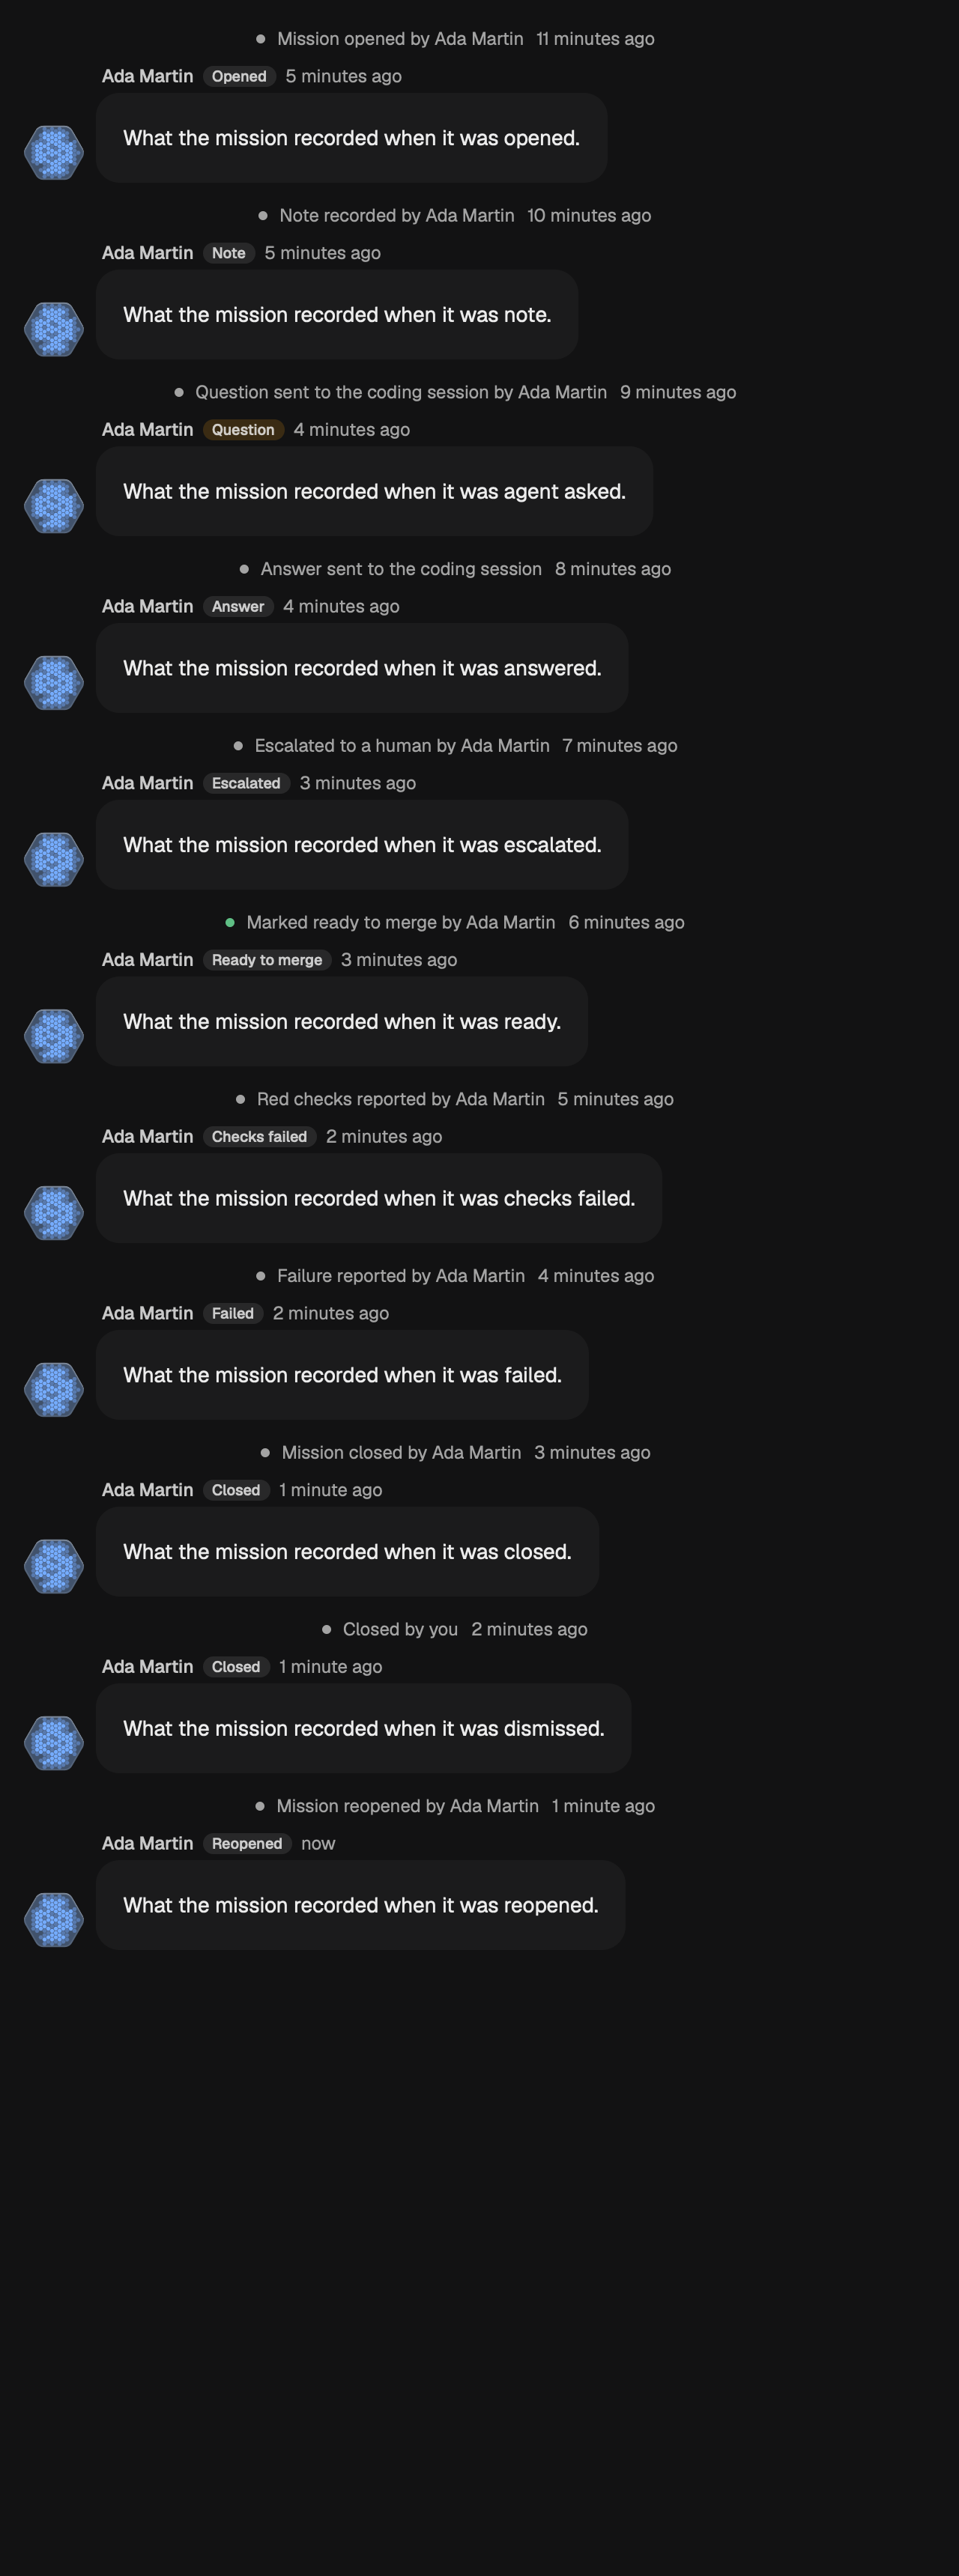 Mission opened by Ada Martin 11 minutes ago
Ada Martin Opened 5 minutes ago
What the mission recorded when it was opened.
Note recorded by Ada Martin 10 minutes ago
Ada Martin Note 5 minutes ago
What the mission recorded when it was note.
Question sent to the coding session by Ada Martin 9 minutes ago
Ada Martin Question 4 minutes ago
What the mission recorded when it was agent asked.
Answer sent to the coding session 8 minutes ago
Ada Martin Answer 4 minutes ago
What the mission recorded when it was answered.
Escalated to a human by Ada Martin 7 minutes ago
Ada Martin Escalated 3 minutes ago
What the mission recorded when it was escalated.
Marked ready to merge by Ada Martin 6 minutes ago
Ada Martin Ready to merge 3 minutes ago
What the mission recorded when it was ready.
Red checks reported by Ada Martin 5 minutes ago
Ada Martin Checks failed 2 minutes ago
What the mission recorded when it was checks failed.
Failure reported by Ada Martin 4 minutes ago
Ada Martin Failed 2 minutes ago
What the mission recorded when it was failed.
Mission closed by Ada Martin 3 minutes ago
Ada Martin Closed 1 minute ago
What the mission recorded when it was closed.
Closed by you 2 minutes ago
Ada Martin Closed 1 minute ago
What the mission recorded when it was dismissed.
Mission reopened by Ada Martin 1 minute ago
Ada Martin Reopened now
What the mission recorded when it was reopened.